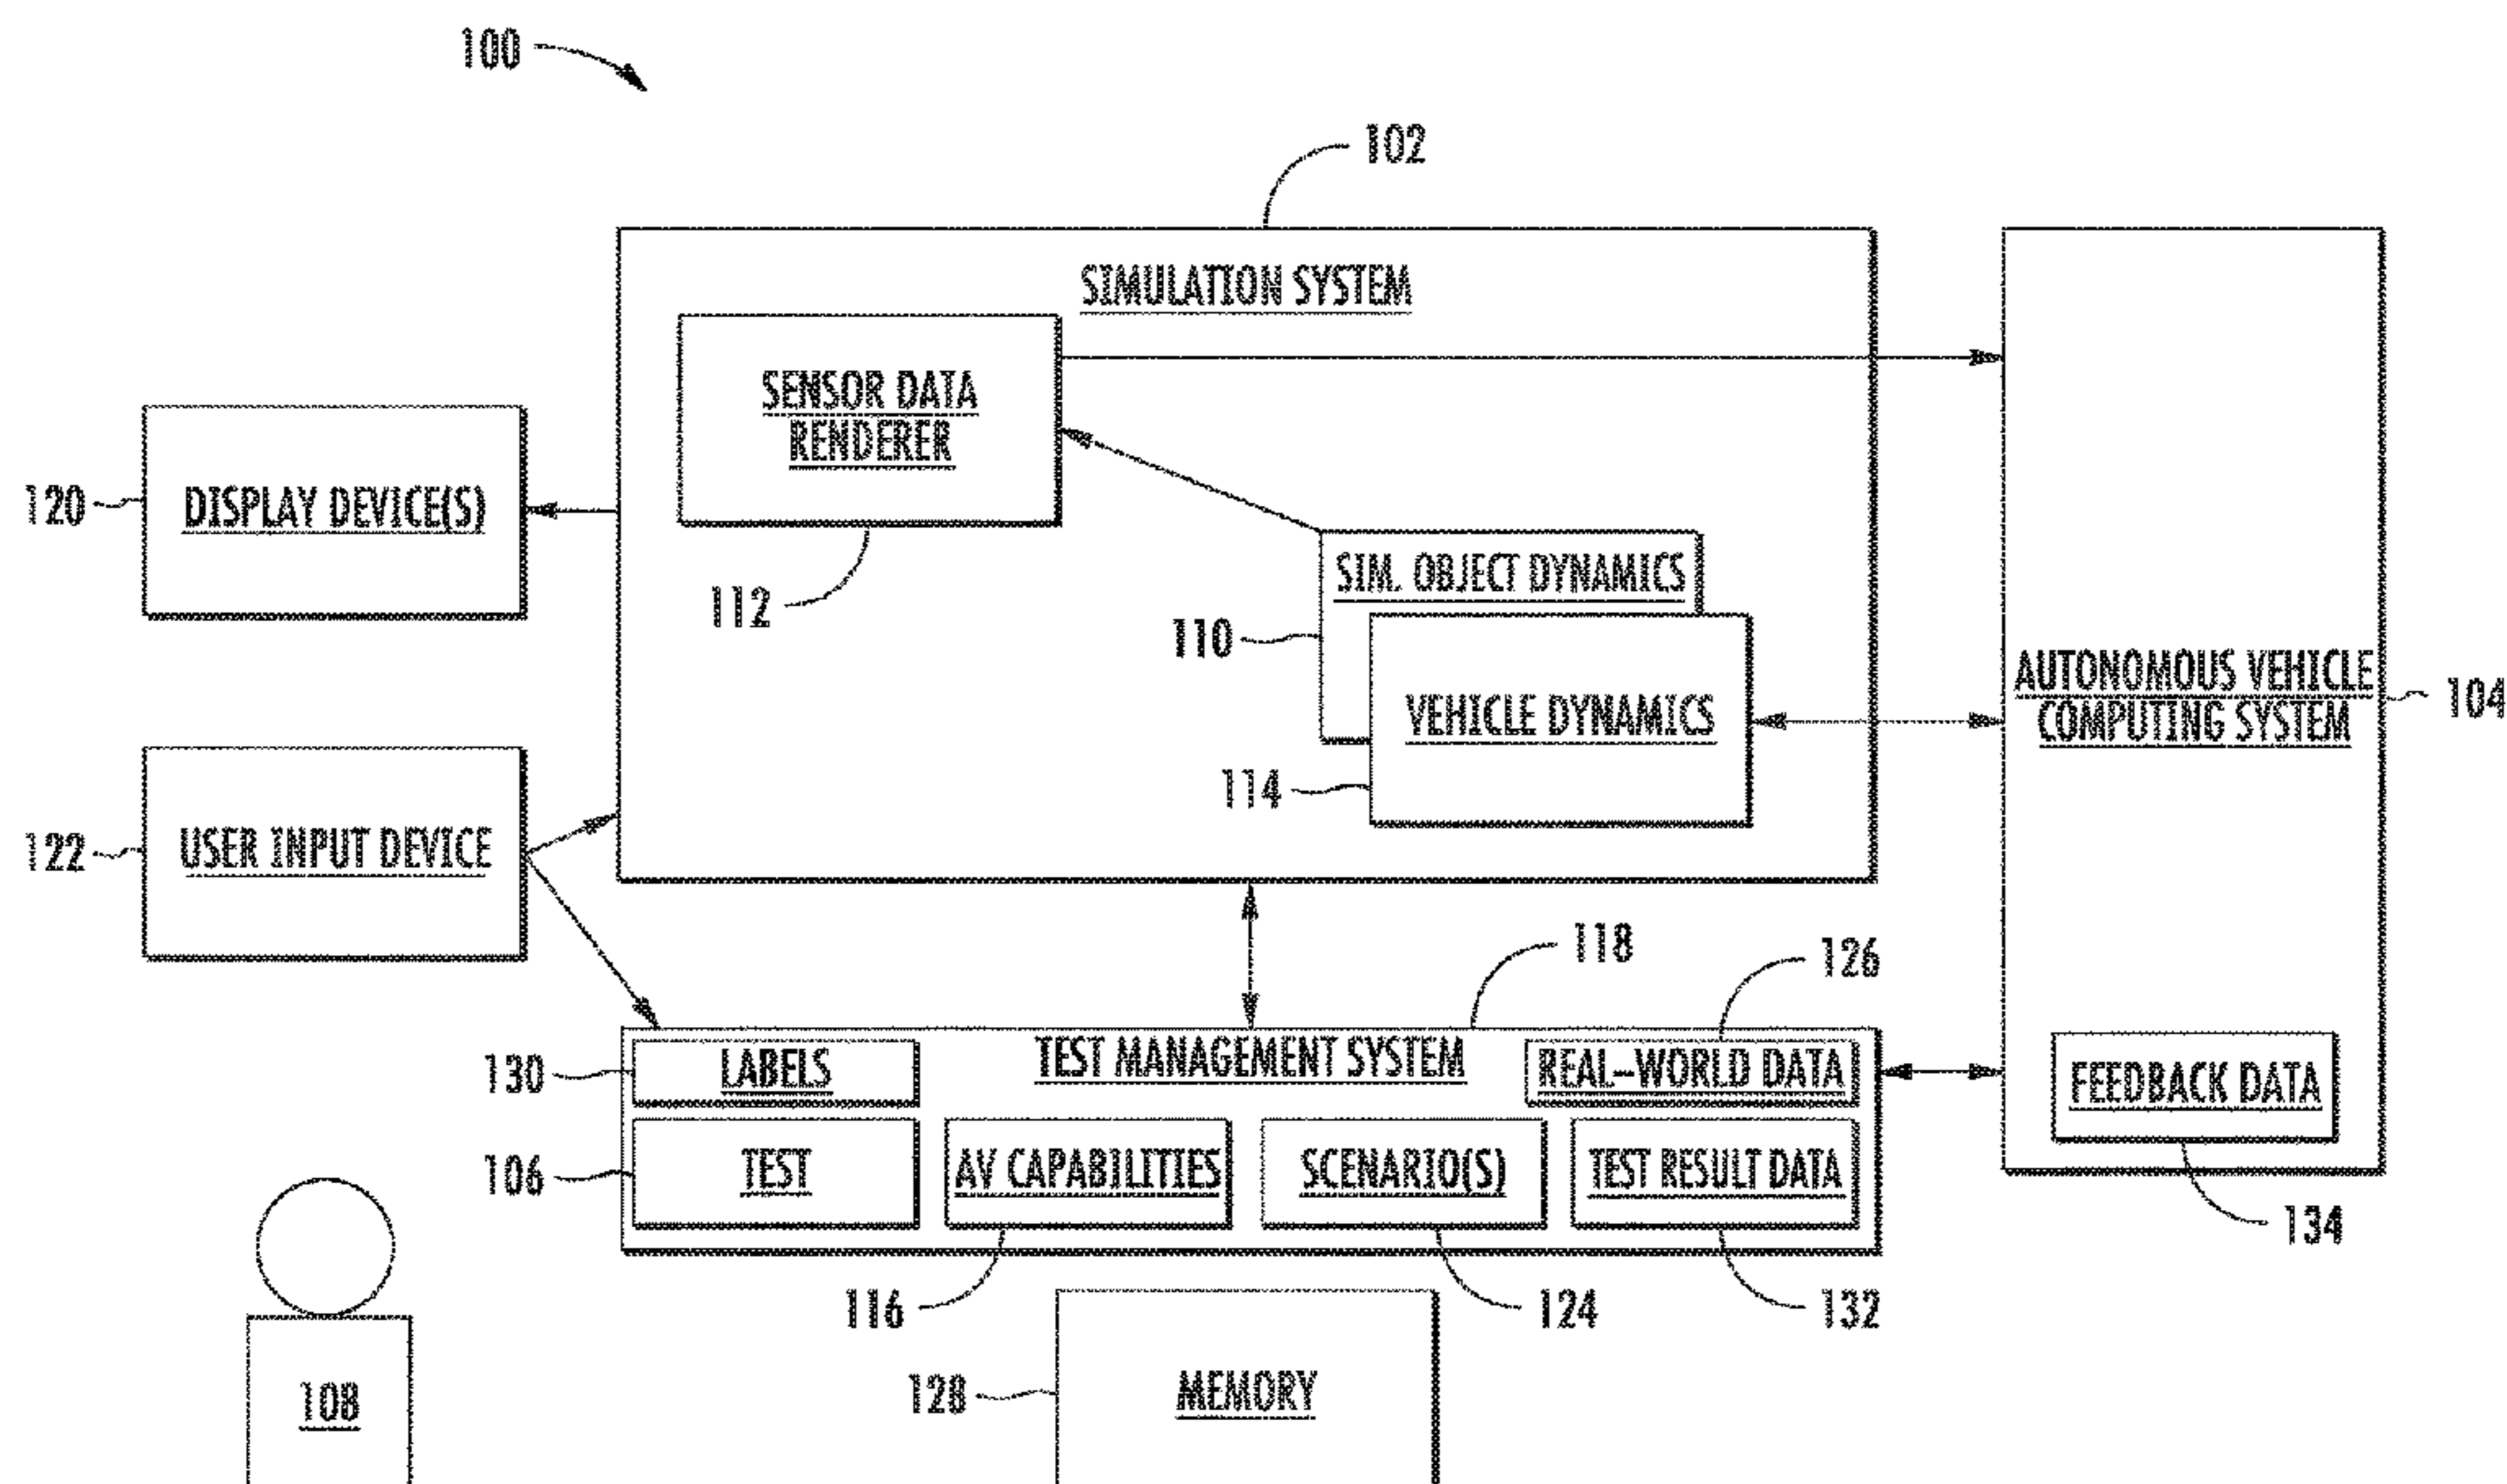 100
102
SIMULATION SYSTEM
SENSOR DATA
RENDERER
112
120
DISPLAY DEVICE(S)
SIM. OBJECT DYNAMICS
110
VEHICLE DYNAMICS
114
AUTONOMOUS VEHICLE
COMPUTING SYSTEM
104
122
USER INPUT DEVICE
118
126
130
LABELS
TEST MANAGEMENT SYSTEM
REAL-WORLD DATA
FEEDBACK DATA
106
TEST
AV CAPABILITIES
SCENARIO(S)
TEST RESULT DATA
134
116
124
132
108
128
MEMORY